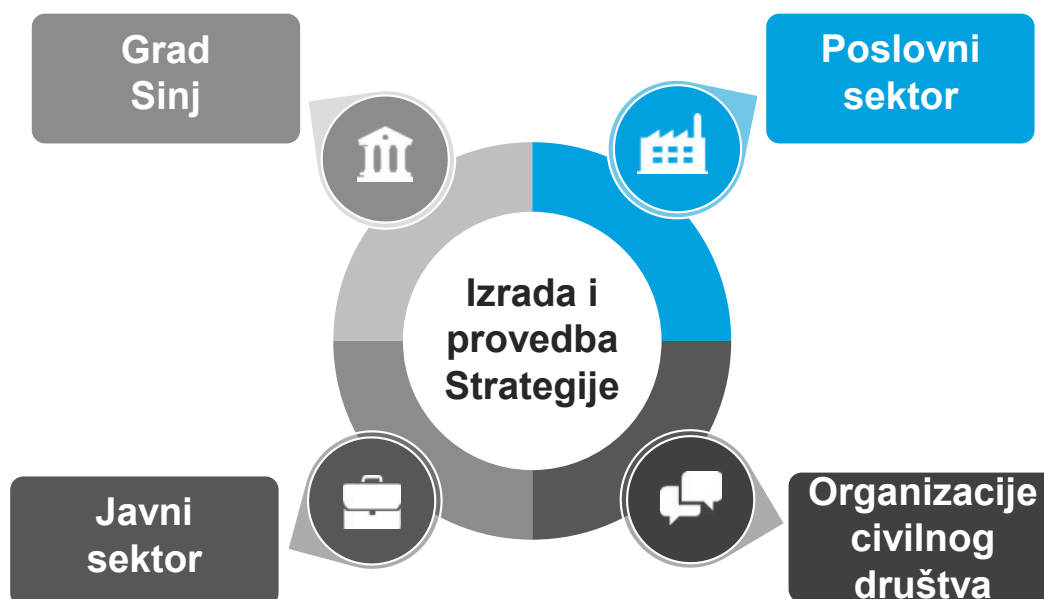 Grad
Sinj
Poslovni
sektor
Izrada i
provedba
Strategije
Javni
sektor
Organizacije
civilnog
društva